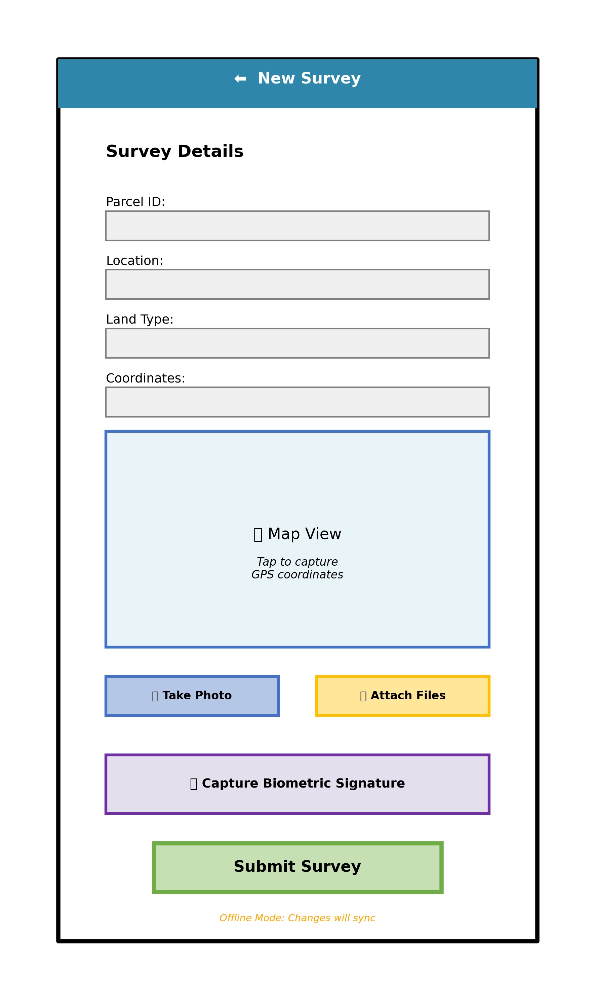 ⬅ New Survey
Survey Details
Parcel ID:
Location:
Land Type:
Coordinates:
Map View
Tap to capture
GPS coordinates
Take Photo
Attach Files
Capture Biometric Signature
Submit Survey
Offline Mode: Changes will sync